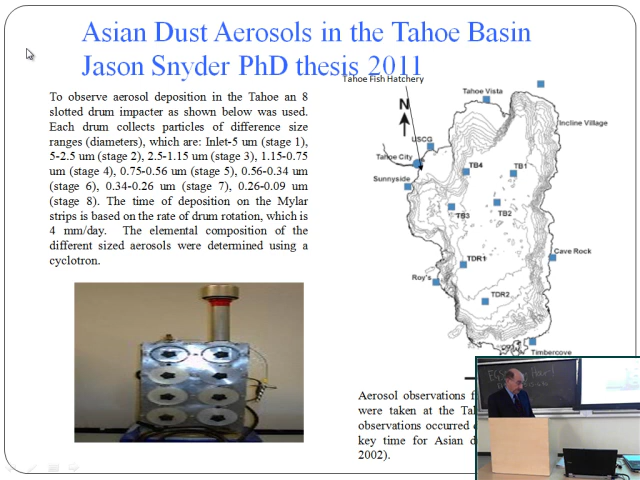 Asian Dust Aerosols in the Tahoe Basin
Jason Snyder PhD thesis 2011
To observe aerosol deposition in the Tahoe an 8
slotted drum impacter as shown below was used.
Each drum collects particles of difference size
ranges (diameters), which are: Inlet-5 um (stage 1),
5-2.5 um (stage 2), 2.5-1.15 um (stage 3), 1.15-0.75
um (stage 4), 0.75-0.56 um (stage 5), 0.56-0.34 um
(stage 6), 0.34-0.26 um (stage 7), 0.26-0.09 um
(stage 8). The time of deposition on the Mylar
strips is based on the rate of drum rotation, which is
4 mm/day. The elemental composition of the
different sized aerosols were determined using a
cyclotron.
Tahoe Fish Hatchery
N
Tahoe Vista
Incline Village
USCG
Tahoe City
Sunnyside
TB4
TB1
TB3
TB2
Cave Rock
TDR1
Roy's
TDR2
Timbercove
Aerosol observations
were taken at the
observations occurred
key time for Asian
2002).